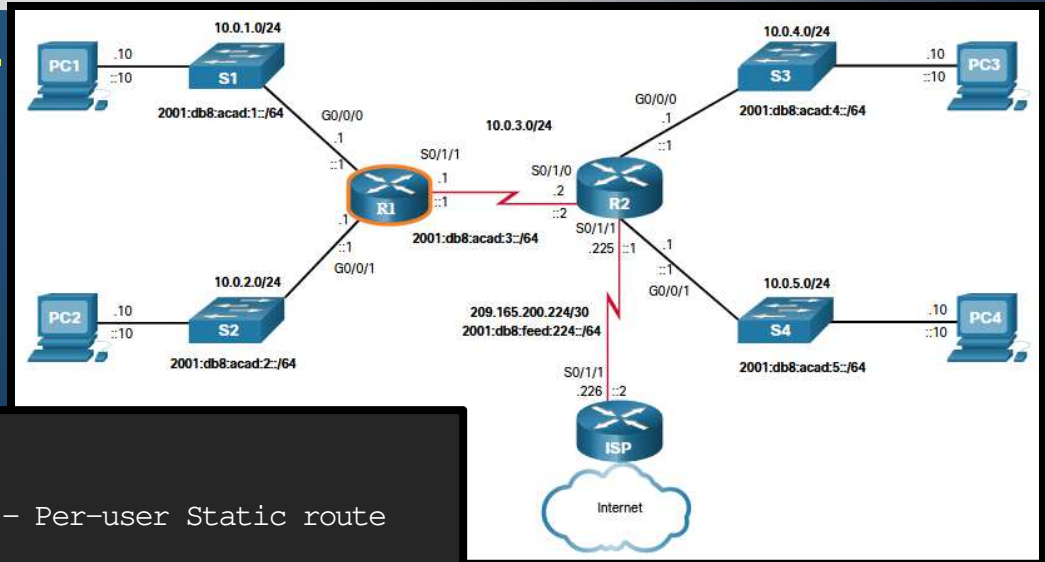 10.0.1.0/24
10.0.4.0/24
PC1
.10
::10
S1
S3
.10
::10
PC3
2001:db8:acad:1::/64
G0/0/0
.1
::1
10.0.3.0/24
G0/0/0
.1
::1
2001:db8:acad:4::/64
S0/1/1
.1
::1
R1
S0/1/0
.2
::2
R2
.1
::1
G0/0/1
2001:db8:acad:3::/64
S0/1/1
.225
::1
.1
::1
G0/0/1
10.0.2.0/24
10.0.5.0/24
PC2
.10
::10
S2
209.165.200.224/30
2001:db8:feed:224::/64
S4
.10
::10
PC4
2001:db8:acad:2::/64
2001:db8:acad:5::/64
S0/1/1
.226
::2
ISP
Internet
- Per-user Static route